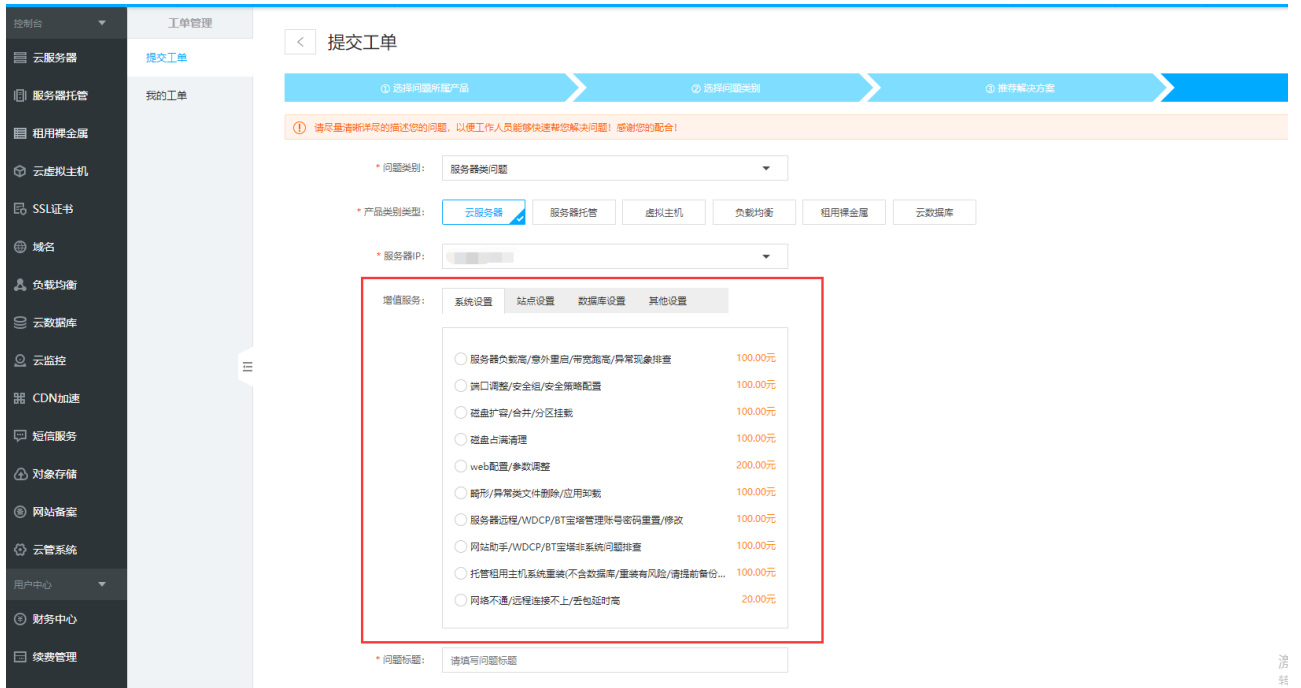 控制台
云服务器
服务器托管
租用裸金属
云虚拟主机
SSL证书
域名
负载均衡
云数据库
云监控
CDN加速
短信服务
对象存储
网站备案
云管系统
用户中心
财务中心
续费管理
工单管理
提交工单
我的工单
< 提交工单
① 选择问题所属产品 ② 选择问题类别 ③ 推荐解决方案
请尽量清晰详尽的描述您的问题，以便工作人员能够快速帮您解决问题！感谢您的配合！
* 问题类别： 服务器类问题
* 产品类别类型： 云服务器 服务器托管 虚拟主机 负载均衡 租用裸金属 云数据库
* 服务器IP：
增值服务： 系统设置 站点设置 数据库设置 其他设置
服务器负载高/意外重启/带宽跑高/异常现象排查 100.00元
端口调整/安全组/安全策略配置 100.00元
磁盘扩容/合并/分区挂载 100.00元
磁盘占满清理 100.00元
web配置/参数调整 200.00元
畸形/异常类文件删除/应用卸载 100.00元
服务器远程/WDCP/BT宝塔管理账号密码重置/修改 100.00元
网站助手/WDCP/BT宝塔非系统问题排查 100.00元
托管租用主机系统重装(不含数据库/重装有风险/请提前备份... 100.00元
网络不通/远程连接不上/丢包延时高 20.00元
* 问题标题： 请填写问题标题